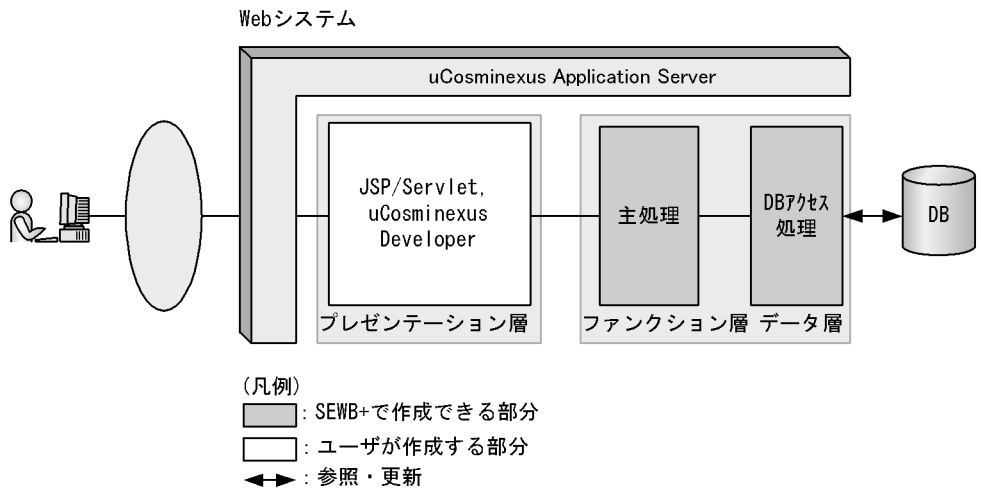 Webシステム
uCosminexus Application Server
JSP/Servlet,
uCosminexus
Developer
主処理
DBアクセス
処理
DB
プレゼンテーション層
ファンクション層 データ層
(凡例)
: SEWB+で作成できる部分
: ユーザが作成する部分
: 参照・更新